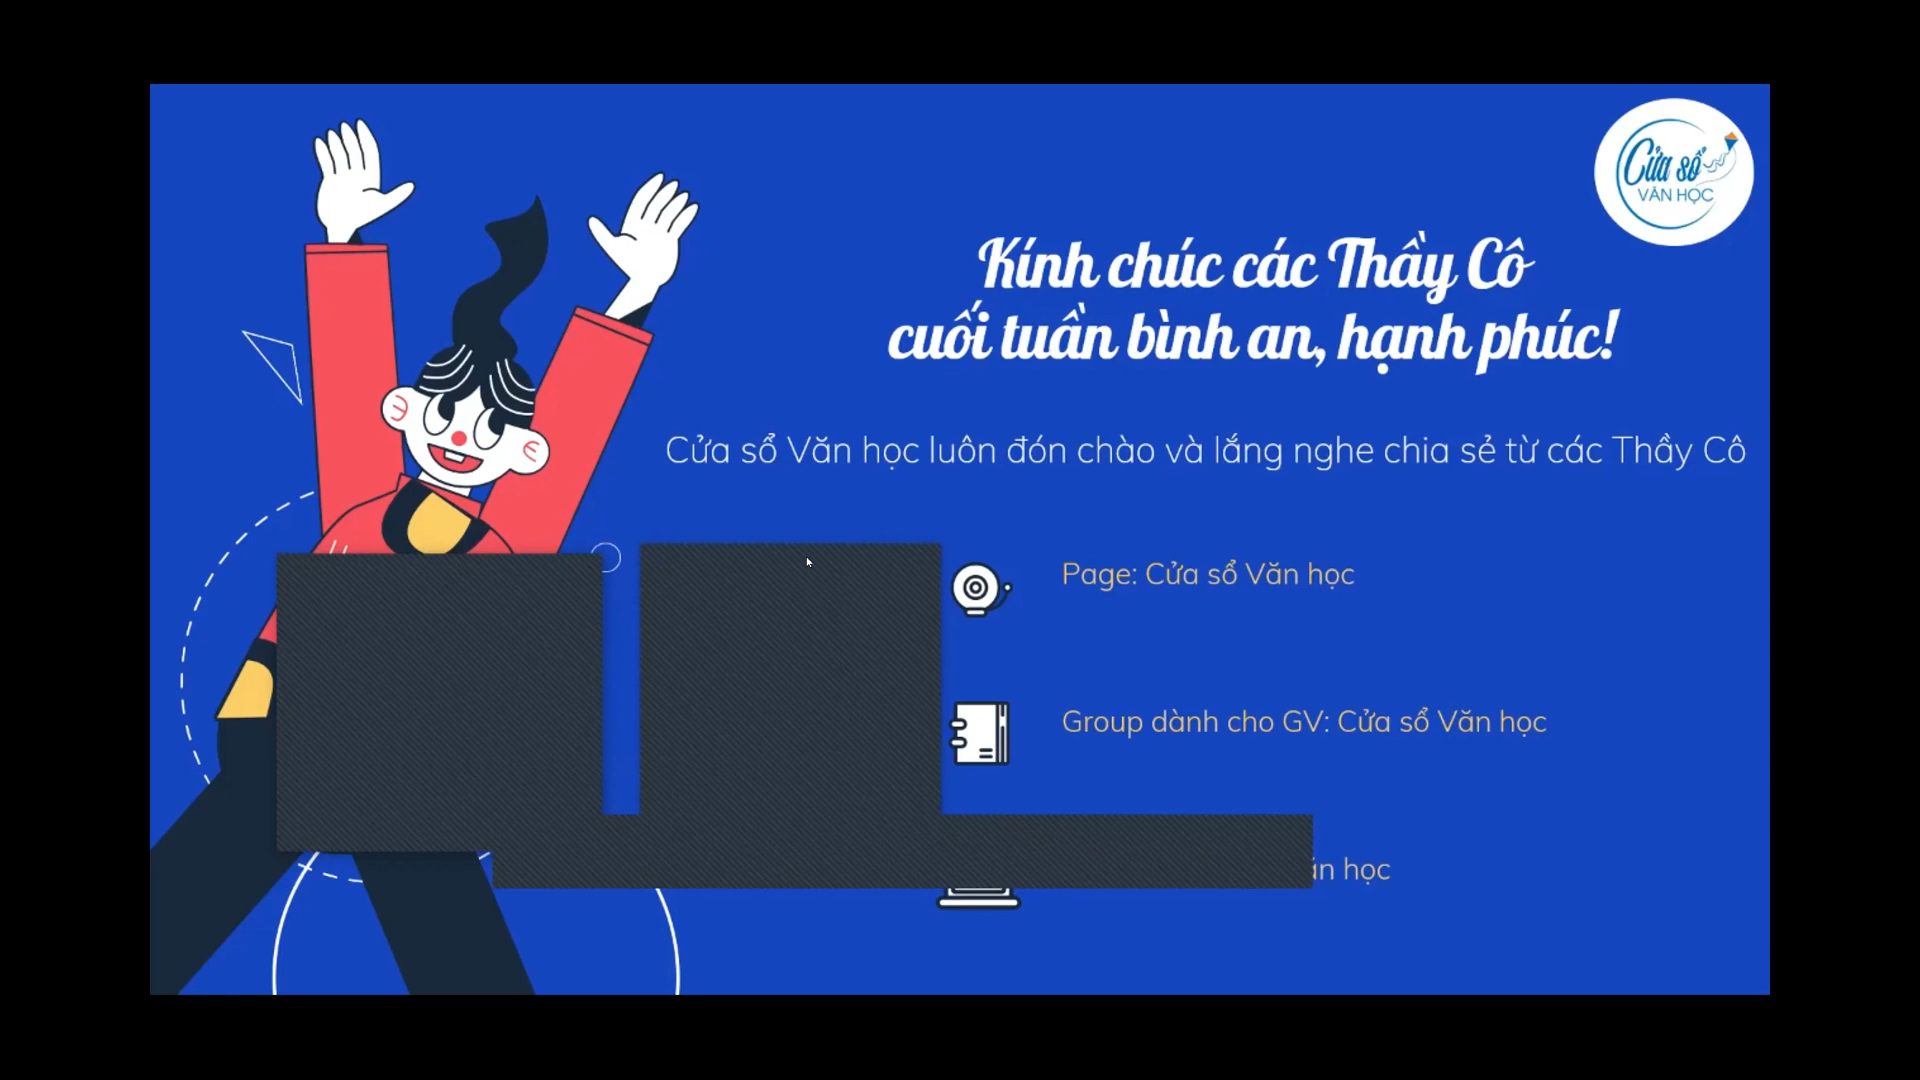 Cửa sổ
VĂN HỌC
Kính chúc các Thầy Cô
cuối tuần bình an, hạnh phúc!
Cửa sổ Văn học luôn đón chào và lắng nghe chia sẻ từ các Thầy Cô
Page: Cửa sổ Văn học
Group dành cho GV: Cửa sổ Văn học
học